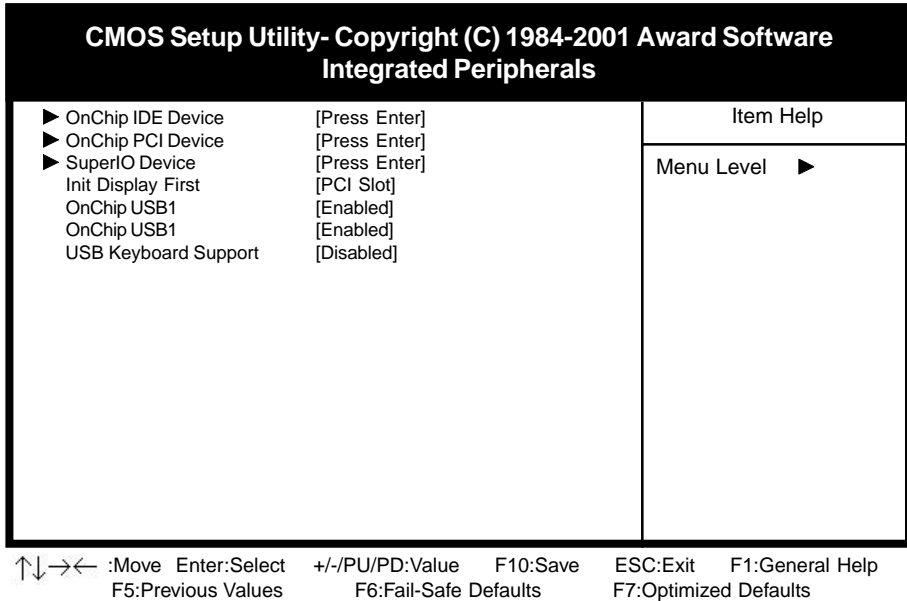 CMOS Setup Utility- Copyright (C) 1984-2001 Award Software
Integrated Peripherals
▶ OnChip IDE Device [Press Enter]
▶ OnChip PCI Device [Press Enter]
▶ SuperIO Device [Press Enter]
Init Display First [PCI Slot]
OnChip USB1 [Enabled]
OnChip USB1 [Enabled]
USB Keyboard Support [Disabled]
Item Help
Menu Level ▶
↑↓→← :Move Enter:Select +/-/PU/PD:Value F10:Save ESC:Exit F1:General Help
F5:Previous Values F6:Fail-Safe Defaults F7:Optimized Defaults